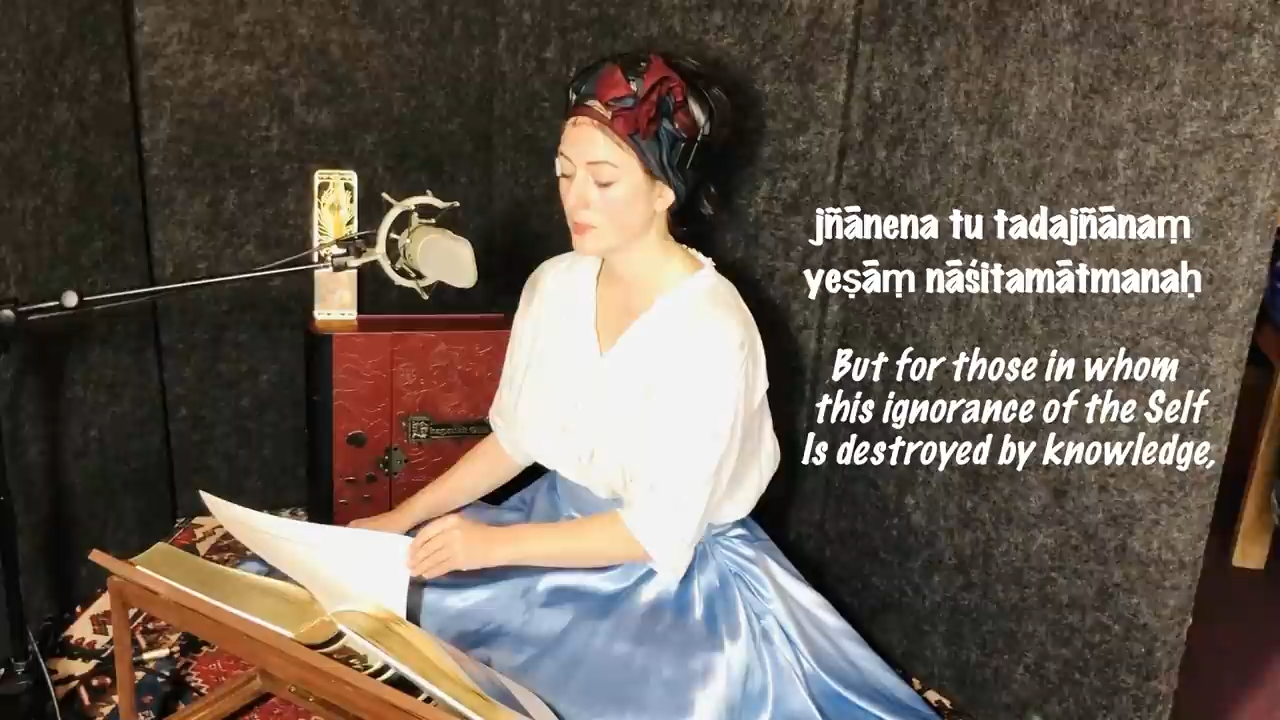 jñānena tu tadajñānaṃ
yeṣāṃ nāśitamātmanaḥ
But for those in whom
this ignorance of the Self
Is destroyed by knowledge,